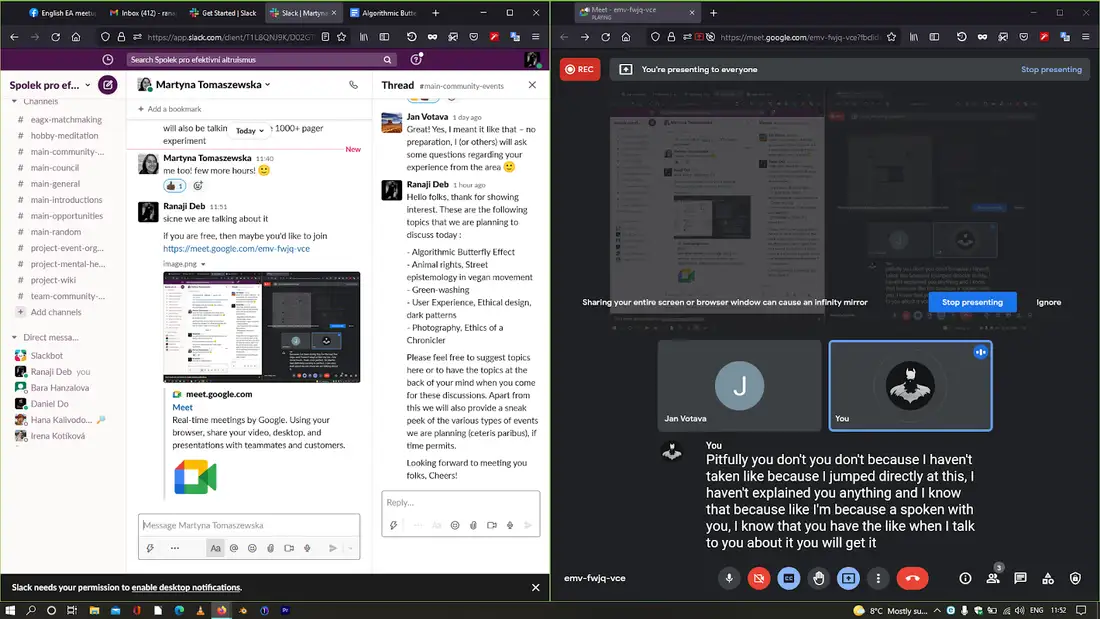 English EA meetu
Inbox (412) - rana
Get Started | Slack
Slack | Martyna
Algorithmic Butte
https://app.slack.com/client/T1L8QNJ9K/D02G
Search Spolek pro efektivní altruismus
Spolek pro ef...
Channels
# eagx-matchmaking
# hobby-meditation
# main-community-...
# main-council
# main-general
# main-introductions
# main-opportunities
# main-random
# project-event-org...
# project-mental-he...
# project-wiki
# team-community-...
+ Add channels
Direct messa...
Slackbot
Ranaji Deb you
Bara Hanzalova
Daniel Do
Hana Kalivodo...
Irena Kotíková
Martyna Tomaszewska
+ Add a bookmark
will also be talkin
Today
1000+ pager
experiment
New
Martyna Tomaszewska 11:40
me too! few more hours!
1
Ranaji Deb 11:51
sicne we are talking about it
if you are free, then maybe you'd like to join
https://meet.google.com/emv-fwjq-vce
image.png
meet.google.com
Meet
Real-time meetings by Google. Using your
browser, share your video, desktop, and
presentations with teammates and customers.
Message Martyna Tomaszewska
Aa
Thread #main-community-events
Jan Votava 1 day ago
Great! Yes, I meant it like that – no
preparation, I (or others) will ask
some questions regarding your
experience from the area
Ranaji Deb 1 hour ago
Hello folks, thank for showing
interest. These are the following
topics that we are planning to
discuss today :
- Algorithmic Butterfly Effect
- Animal rights, Street
epistemology in vegan movement
- Green-washing
- User Experience, Ethical design,
dark patterns
- Photography, Ethics of a
Chronicler
Please feel free to suggest topics
here or to have the topics at the
back of your mind when you come
for these discussions. Apart from
this we will also provide a sneak
peek of the various types of events
we are planning (ceteris paribus), if
time permits.
Looking forward to meeting you
folks, Cheers!
Reply...
Aa
Slack needs your permission to enable desktop notifications.
Meet - emv-fwjq-vce
PLAYING
https://meet.google.com/emv-fwjq-vce?fbclid
REC
You're presenting to everyone
Stop presenting
Sharing your entire screen or browser window can cause an infinity mirror
Stop presenting
Ignore
J
Jan Votava
You
You
Pitfully you don't you don't because I haven't
taken like because I jumped directly at this, I
haven't explained you anything and I know
that because like I'm because a spoken with
you, I know that you have the like when I talk
to you about it you will get it
emv-fwjq-vce
CC
3
8°C Mostly su...
ENG
11:52